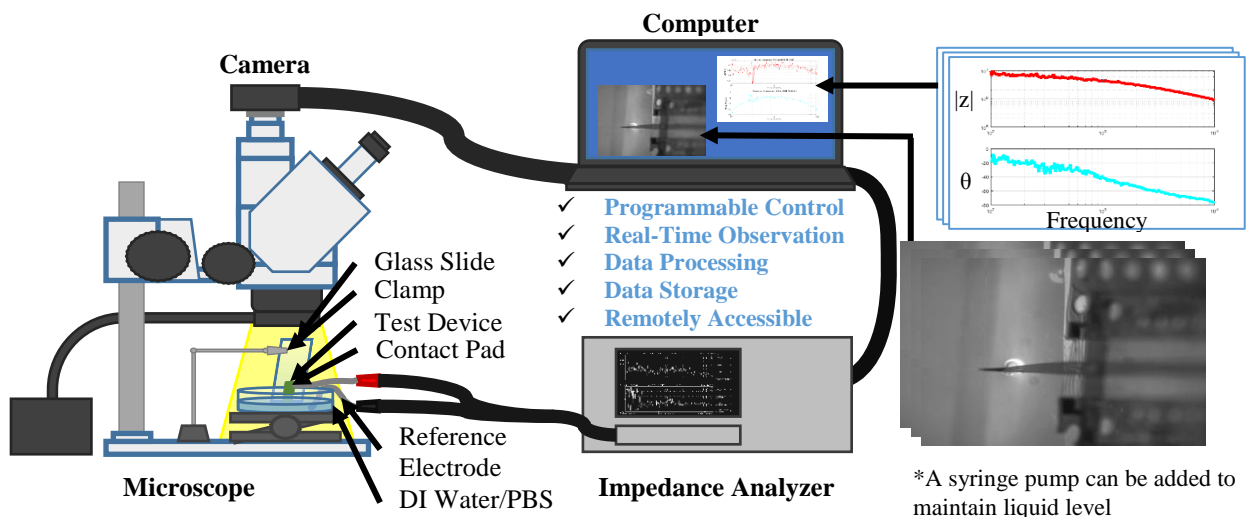 Computer
Camera
|z|
θ
Frequency
✓ Programmable Control
✓ Real-Time Observation
✓ Data Processing
✓ Data Storage
✓ Remotely Accessible
Glass Slide
Clamp
Test Device
Contact Pad
Reference
Electrode
DI Water/PBS
Microscope
Impedance Analyzer
*A syringe pump can be added to
maintain liquid level